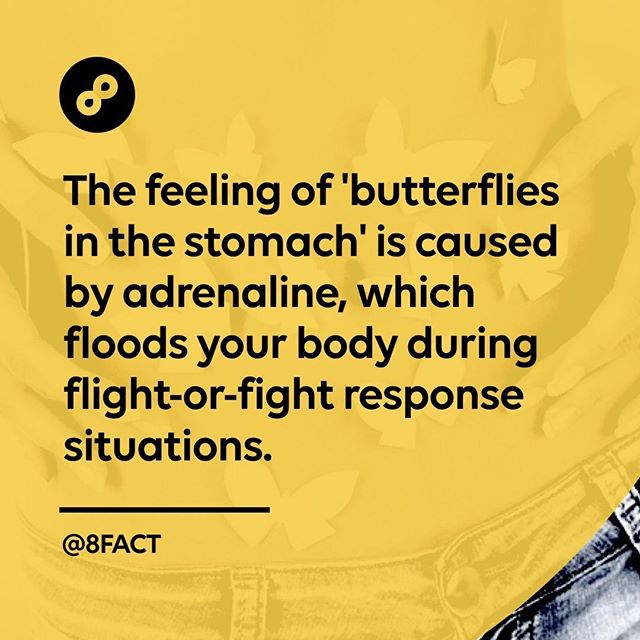 The feeling of 'butterflies
in the stomach' is caused
by adrenaline, which
floods your body during
flight-or-fight response
situations.
@8FACT